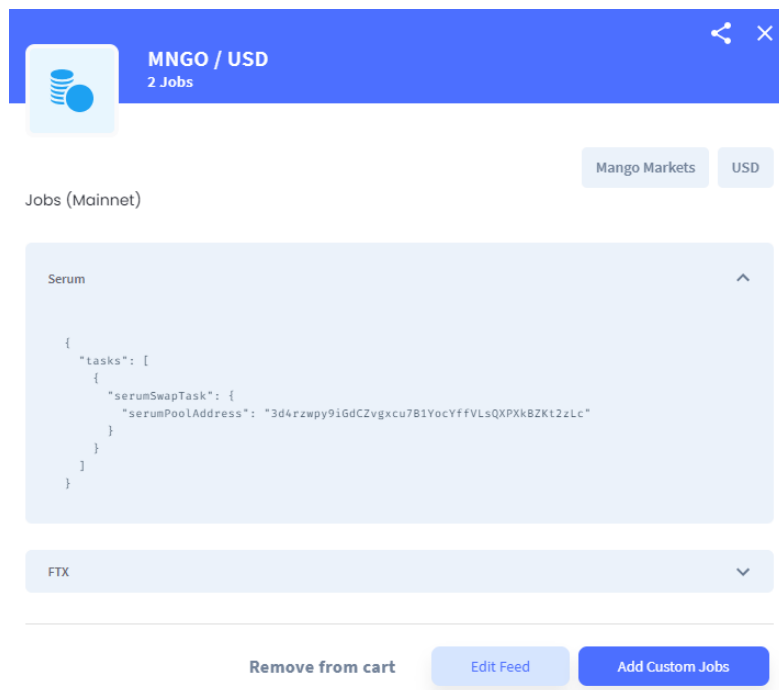 MNGO / USD
2 Jobs
Mango Markets
USD
Jobs (Mainnet)
Serum
{
"tasks": [
{
"serumSwapTask": {
"serumPoolAddress": "3d4rzwpy9iGdCZvgxcu7B1YocYffVLsQXPXkBZKt2zLc"
}
}
]
}
FTX
Remove from cart
Edit Feed
Add Custom Jobs